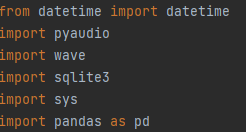 from datetime import datetime
import pyaudio
import wave
import sqlite3
import sys
import pandas as pd